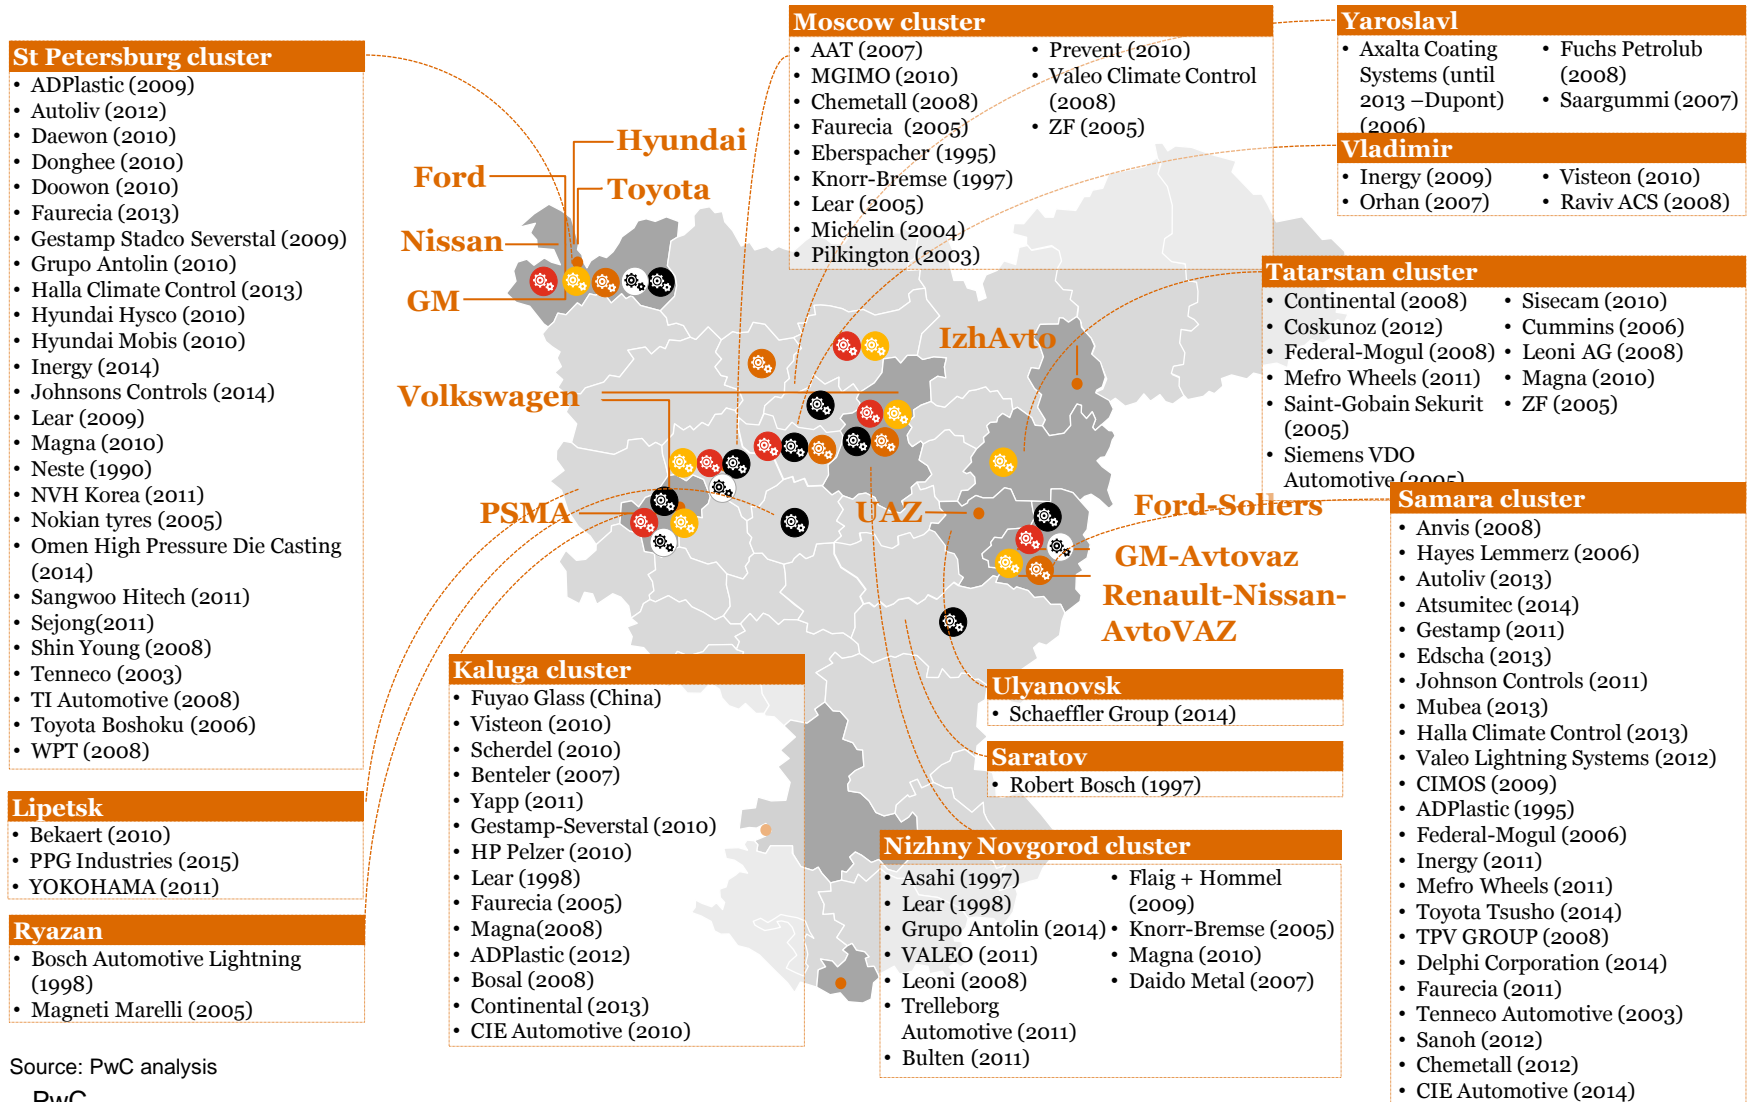 St Petersburg cluster
• ADPlastic (2009)
• Autoliv (2012)
• Daewon (2010)
• Donghee (2010)
• Doowon (2010)
• Faurecia (2013)
• Gestamp Stadco Severstal (2009)
• Grupo Antolin (2010)
• Halla Climate Control (2013)
• Hyundai Hysco (2010)
• Hyundai Mobis (2010)
• Inergy (2014)
• Johnsons Controls (2014)
• Lear (2009)
• Magna (2010)
• Neste (1990)
• NVH Korea (2011)
• Nokian tyres (2005)
• Omen High Pressure Die Casting
(2014)
• Sangwoo Hitech (2011)
• Sejong(2011)
• Shin Young (2008)
• Tenneco (2003)
• TI Automotive (2008)
• Toyota Boshoku (2006)
• WPT (2008)
Lipetsk
• Bekaert (2010)
• PPG Industries (2015)
• YOKOHAMA (2011)
Ryazan
• Bosch Automotive Lightning
(1998)
• Magneti Marelli (2005)
Hyundai
Ford
Toyota
Nissan
GM
Volkswagen
PSMA
IzhAvto
UAZ
Ford-Sollers
GM-Avtovaz
Renault-Nissan-
AvtoVAZ
Moscow cluster
• AAT (2007)
• MGIMO (2010)
• Chemetall (2008)
• Faurecia (2005)
• Eberspacher (1995)
• Knorr-Bremse (1997)
• Lear (2005)
• Michelin (2004)
• Pilkington (2003)
• Prevent (2010)
• Valeo Climate Control
(2008)
• ZF (2005)
Yaroslavl
• Axalta Coating
Systems (until
2013 –Dupont)
(2006)
• Fuchs Petrolub
(2008)
• Saargummi (2007)
Vladimir
• Inergy (2009)
• Orhan (2007)
• Visteon (2010)
• Raviv ACS (2008)
Tatarstan cluster
• Continental (2008)
• Coskunoz (2012)
• Federal-Mogul (2008)
• Mefro Wheels (2011)
• Saint-Gobain Sekurit
(2005)
• Siemens VDO
Automotive (2005)
• Sisecam (2010)
• Cummins (2006)
• Leoni AG (2008)
• Magna (2010)
• ZF (2005)
Samara cluster
• Anvis (2008)
• Hayes Lemmerz (2006)
• Autoliv (2013)
• Atsumitec (2014)
• Gestamp (2011)
• Edscha (2013)
• Johnson Controls (2011)
• Mubea (2013)
• Halla Climate Control (2013)
• Valeo Lightning Systems (2012)
• CIMOS (2009)
• ADPlastic (1995)
• Federal-Mogul (2006)
• Inergy (2011)
• Mefro Wheels (2011)
• Toyota Tsusho (2014)
• TPV GROUP (2008)
• Delphi Corporation (2014)
• Faurecia (2011)
• Tenneco Automotive (2003)
• Sanoh (2012)
• Chemetall (2012)
• CIE Automotive (2014)
Kaluga cluster
• Fuyao Glass (China)
• Visteon (2010)
• Scherdel (2010)
• Benteler (2007)
• Yapp (2011)
• Gestamp-Severstal (2010)
• HP Pelzer (2010)
• Lear (1998)
• Faurecia (2005)
• Magna(2008)
• ADPlastic (2012)
• Bosal (2008)
• Continental (2013)
• CIE Automotive (2010)
Ulyanovsk
• Schaeffler Group (2014)
Saratov
• Robert Bosch (1997)
Nizhny Novgorod cluster
• Asahi (1997)
• Lear (1998)
• Grupo Antolin (2014)
• VALEO (2011)
• Leoni (2008)
• Trelleborg
Automotive (2011)
• Bulten (2011)
• Flaig + Hommel
(2009)
• Knorr-Bremse (2005)
• Magna (2010)
• Daido Metal (2007)
Source: PwC analysis
PwC